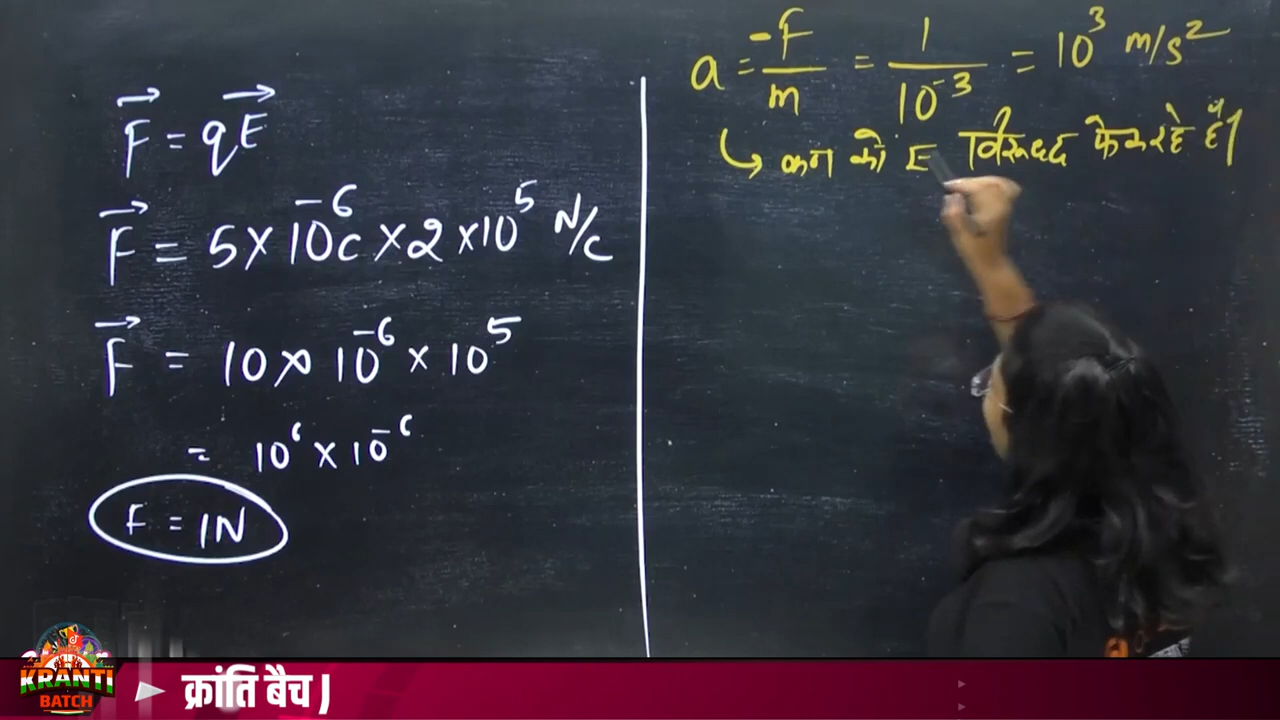 F⃗ = qE⃗
F⃗ = 5 × 10⁻⁶c × 2 × 10⁵ N/C
F⃗ = 10 × 10⁻⁶ × 10⁵
= 10⁶ × 10⁻⁶
F = 1N
a = -F/m = 1/10⁻³ = 10³ m/s²
↳ कण को E विरूध्द फेक रहे हैं।
KRANTI
BATCH
क्रांति बैच।